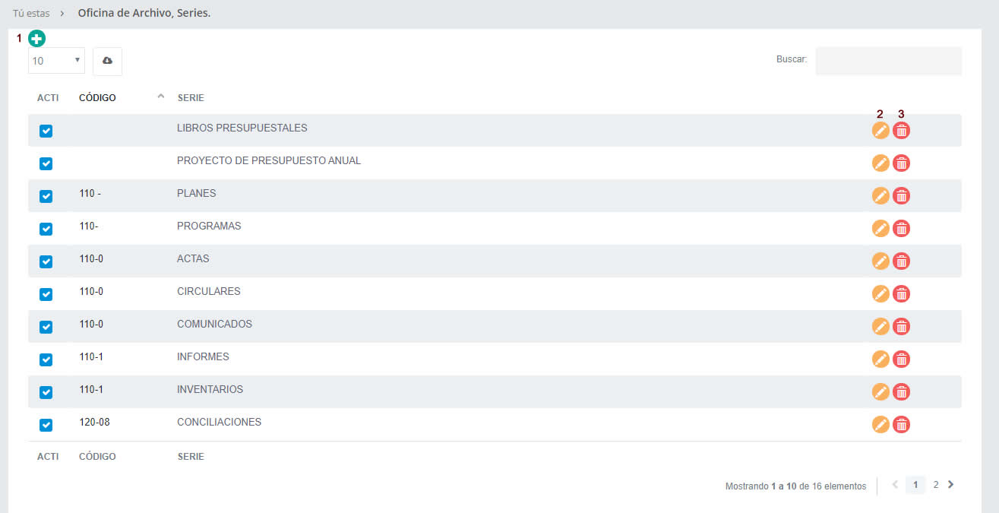 Tú estas > Oficina de Archivo, Series.
1
10
Buscar:
ACTI CÓDIGO SERIE
2 3
LIBROS PRESUPUESTALES
PROYECTO DE PRESUPUESTO ANUAL
110 - PLANES
110- PROGRAMAS
110-0 ACTAS
110-0 CIRCULARES
110-0 COMUNICADOS
110-1 INFORMES
110-1 INVENTARIOS
120-08 CONCILIACIONES
ACTI CÓDIGO SERIE
Mostrando 1 a 10 de 16 elementos 1 2